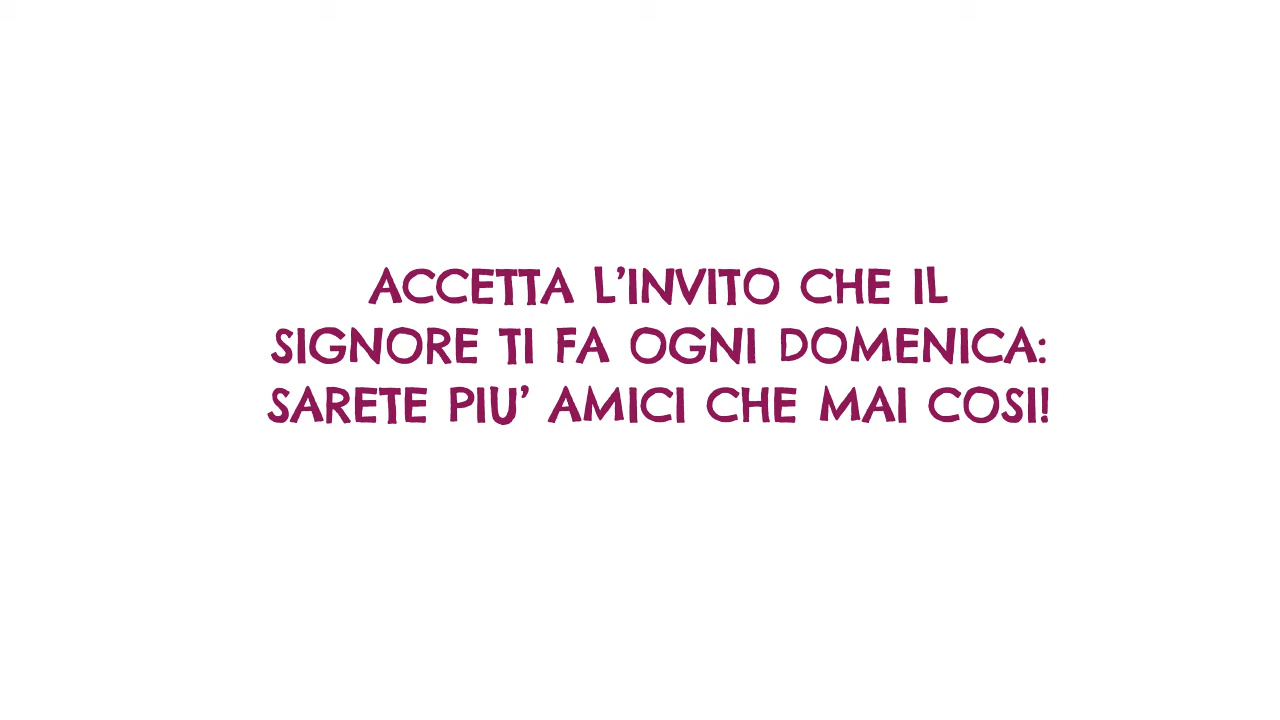 ACCETTA L’INVITO CHE IL
SIGNORE TI FA OGNI DOMENICA:
SARETE PIU’ AMICI CHE MAI COSI!